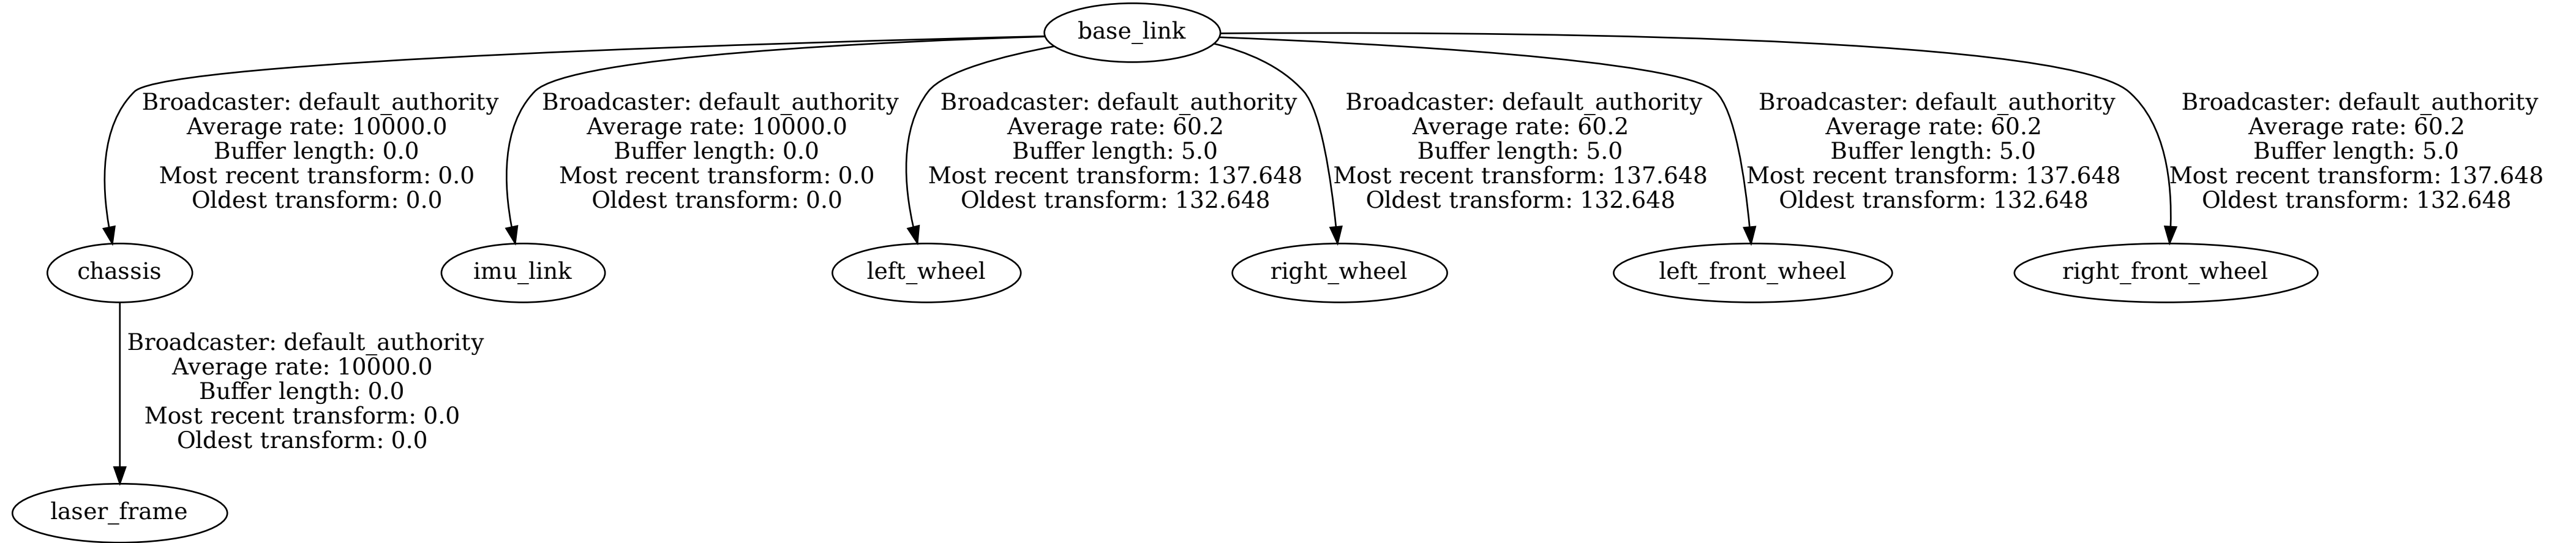 base_link
Broadcaster: default_authority
Average rate: 10000.0
Buffer length: 0.0
Most recent transform: 0.0
Oldest transform: 0.0
Broadcaster: default_authority
Average rate: 10000.0
Buffer length: 0.0
Most recent transform: 0.0
Oldest transform: 0.0
Broadcaster: default_authority
Average rate: 60.2
Buffer length: 5.0
Most recent transform: 137.648
Oldest transform: 132.648
Broadcaster: default_authority
Average rate: 60.2
Buffer length: 5.0
Most recent transform: 137.648
Oldest transform: 132.648
Broadcaster: default_authority
Average rate: 60.2
Buffer length: 5.0
Most recent transform: 137.648
Oldest transform: 132.648
Broadcaster: default_authority
Average rate: 60.2
Buffer length: 5.0
Most recent transform: 137.648
Oldest transform: 132.648
chassis
imu_link
left_wheel
right_wheel
left_front_wheel
right_front_wheel
Broadcaster: default_authority
Average rate: 10000.0
Buffer length: 0.0
Most recent transform: 0.0
Oldest transform: 0.0
laser_frame